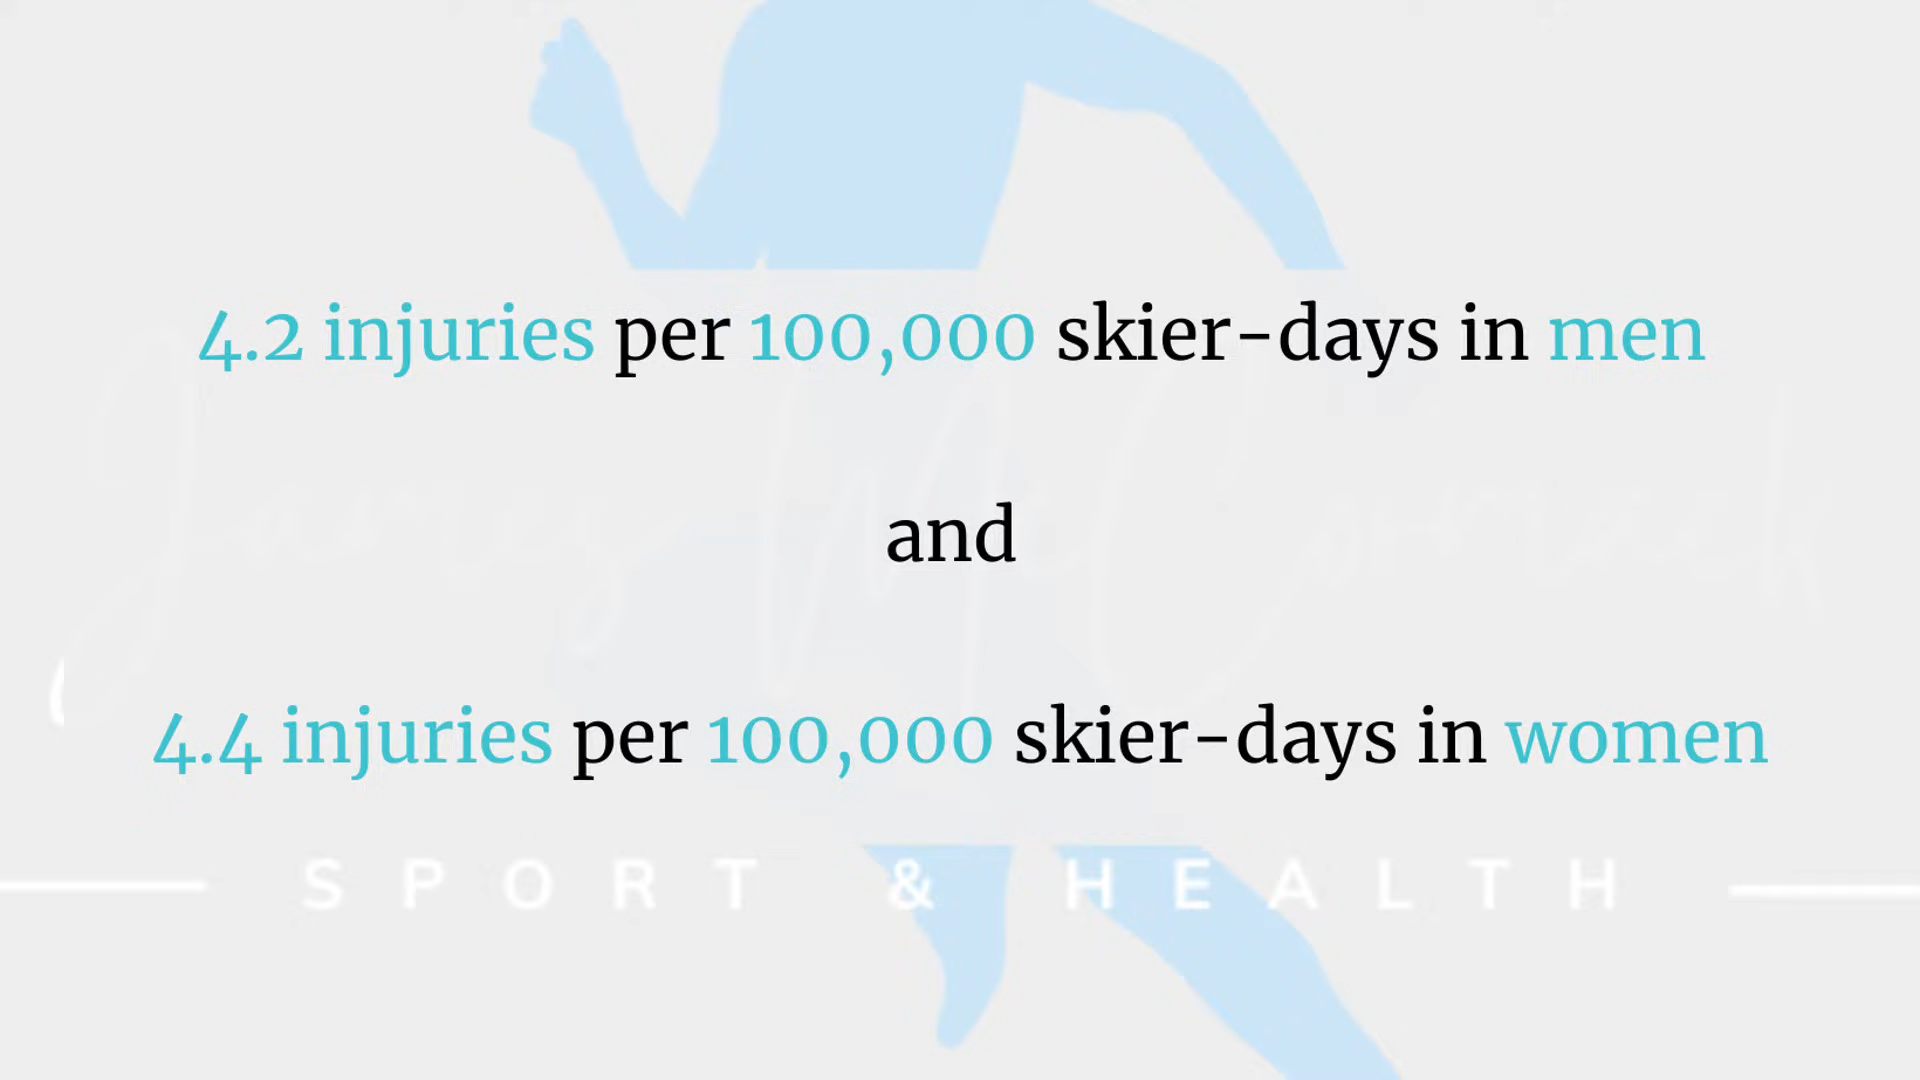 4.2 injuries per 100,000 skier-days in men
and
4.4 injuries per 100,000 skier-days in women
SPORT & HEALTH